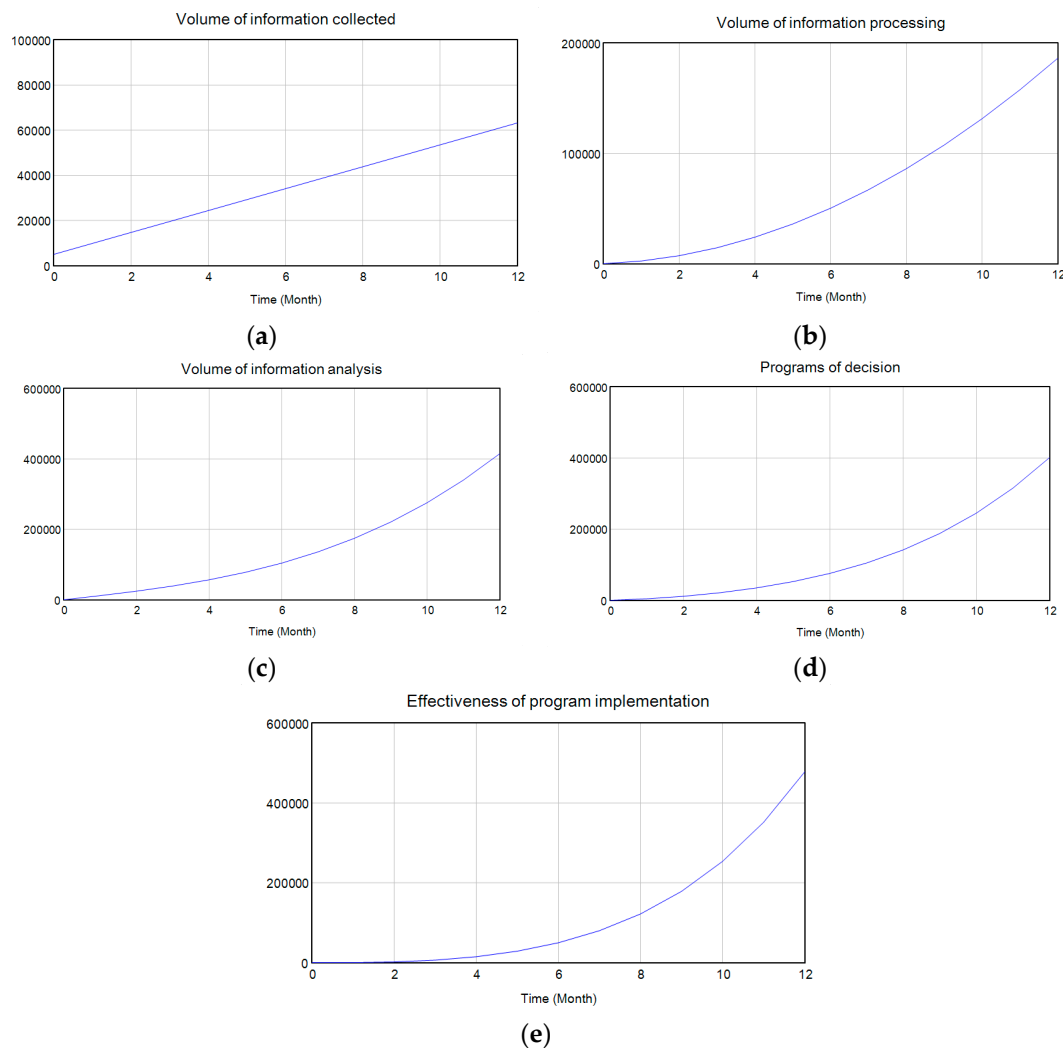 Volume of information collected
100000
80000
60000
40000
20000
0
0 2 4 6 8 10 12
Time (Month)
(a)
Volume of information processing
200000
100000
0
0 2 4 6 8 10 12
Time (Month)
(b)
Volume of information analysis
600000
400000
200000
0
0 2 4 6 8 10 12
Time (Month)
(c)
Programs of decision
600000
400000
200000
0
0 2 4 6 8 10 12
Time (Month)
(d)
Effectiveness of program implementation
600000
400000
200000
0
0 2 4 6 8 10 12
Time (Month)
(e)